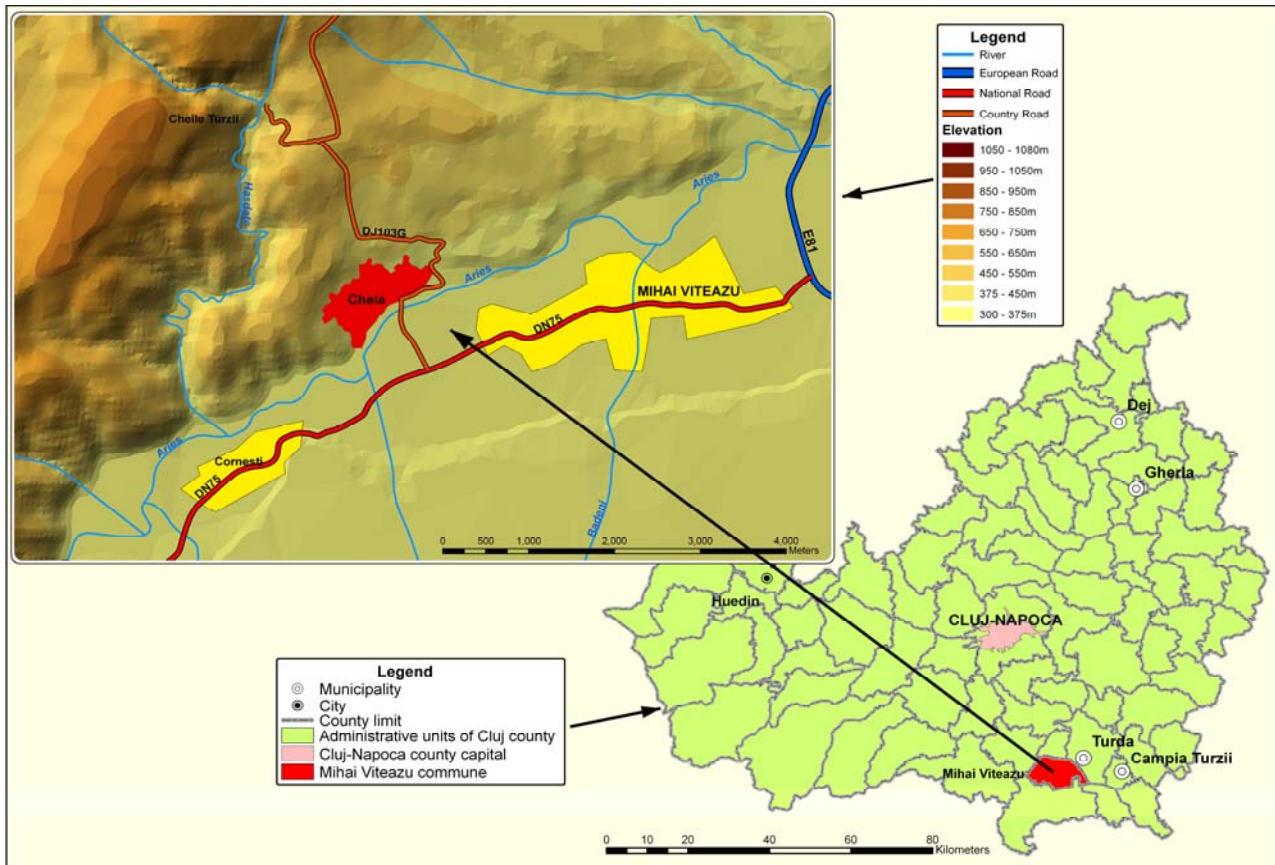 Cheile Turzii
Hasdate
DJ103G
Cheia
Aries
Aries
MIHAI VITEAZU
E81
DN75
Aries
Cornesti
DN75
Badeni
0 500 1,000 2,000 3,000 4,000
Meters
Legend
River
European Road
National Road
Country Road
Elevation
1050 - 1080m
950 - 1050m
850 - 950m
750 - 850m
650 - 750m
550 - 650m
450 - 550m
375 - 450m
300 - 375m
Dej
Gherla
Huedin
CLUJ-NAPOCA
Turda
Campia Turzii
Mihai Viteazu
Legend
Municipality
City
County limit
Administrative units of Cluj county
Cluj-Napoca county capital
Mihai Viteazu commune
0 10 20 40 60 80
Kilometers